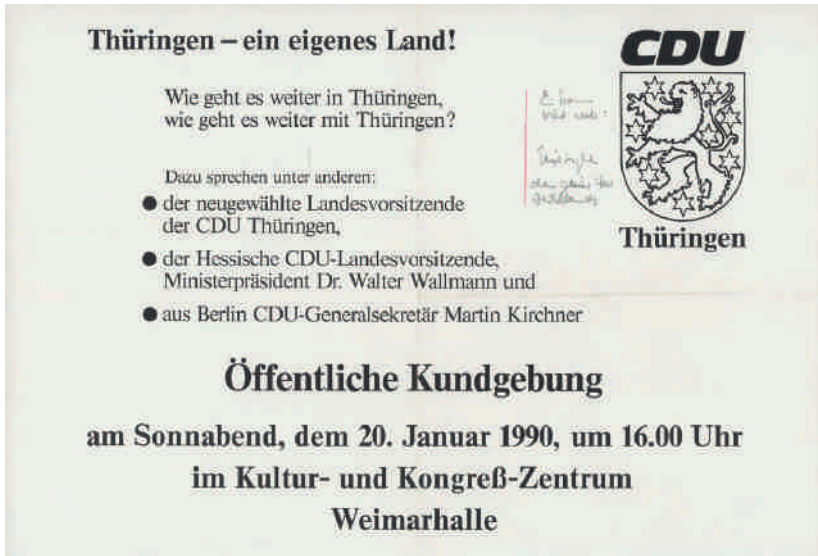 Thüringen – ein eigenes Land!
CDU
Wie geht es weiter in Thüringen,
wie geht es weiter mit Thüringen?
Thüringen
Dazu sprechen unter anderen:
● der neugewählte Landesvorsitzende
der CDU Thüringen,
● der Hessische CDU-Landesvorsitzende,
Ministerpräsident Dr. Walter Wallmann und
● aus Berlin CDU-Generalsekretär Martin Kirchner
Öffentliche Kundgebung
am Sonnabend, dem 20. Januar 1990, um 16.00 Uhr
im Kultur- und Kongreß-Zentrum
Weimarhalle